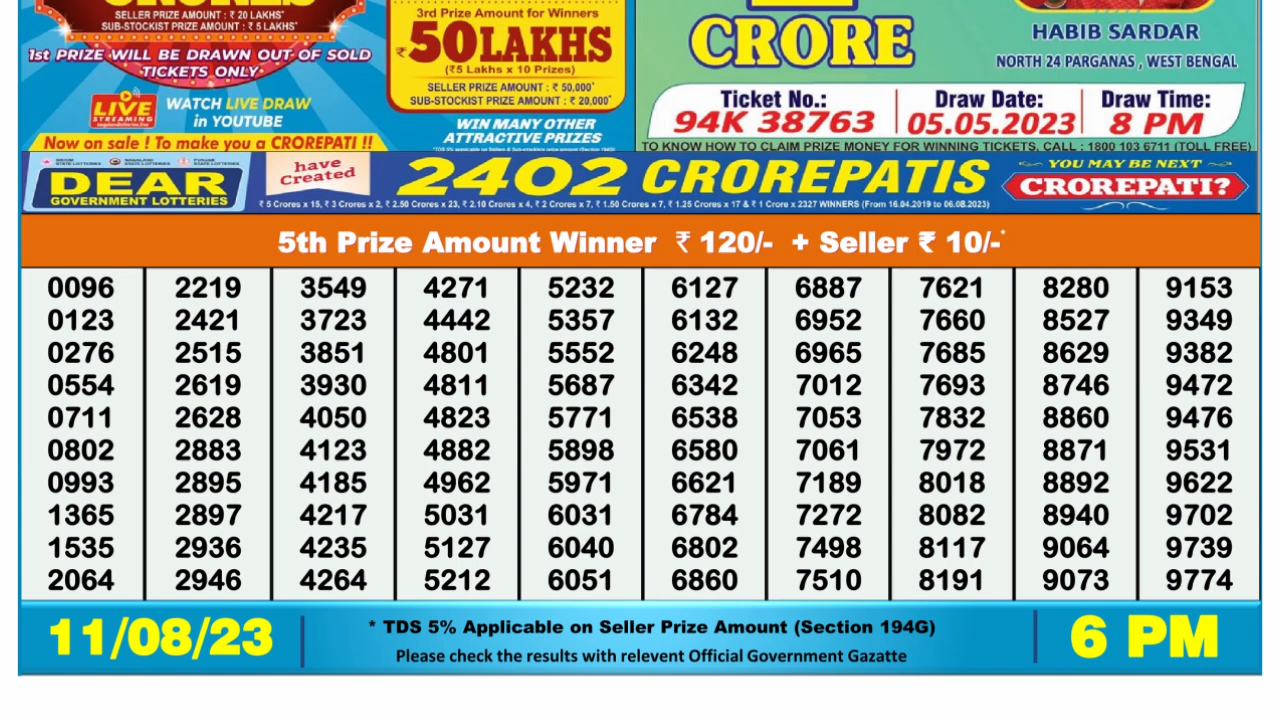 SELLER PRIZE AMOUNT : ₹ 20 LAKHS*
SUB-STOCKIST PRIZE AMOUNT : ₹ 5 LAKHS*
1st PRIZE WILL BE DRAWN OUT OF SOLD
TICKETS ONLY
LIVE
STREAMING
WATCH LIVE DRAW
in YOUTUBE
Now on sale ! To make you a CROREPATI !!
3rd Prize Amount for Winners
₹50LAKHS
(₹5 Lakhs x 10 Prizes)
SELLER PRIZE AMOUNT : ₹ 50,000*
SUB-STOCKIST PRIZE AMOUNT : ₹ 20,000*
WIN MANY OTHER
ATTRACTIVE PRIZES
CRORE
HABIB SARDAR
NORTH 24 PARGANAS , WEST BENGAL
Ticket No.: Draw Date: Draw Time:
94K 38763 05.05.2023 8 PM
TO KNOW HOW TO CLAIM PRIZE MONEY FOR WINNING TICKETS, CALL : 1800 103 6711 (TOLL FREE)
DEAR
GOVERNMENT LOTTERIES
have
Created
2402 CROREPATIS
₹ 5 Crores x 15, ₹ 3 Crores x 2, ₹ 2.50 Crores x 23, ₹ 2.10 Crores x 4, ₹ 2 Crores x 7, ₹ 1.50 Crores x 7, ₹ 1.25 Crores x 17 & ₹ 1 Crore x 2327 WINNERS (From 16.04.2019 to 06.08.2023)
YOU MAY BE NEXT
CROREPATI?
5th Prize Amount Winner ₹ 120/- + Seller ₹ 10/-*
0096 2219 3549 4271 5232 6127 6887 7621 8280 9153
0123 2421 3723 4442 5357 6132 6952 7660 8527 9349
0276 2515 3851 4801 5552 6248 6965 7685 8629 9382
0554 2619 3930 4811 5687 6342 7012 7693 8746 9472
0711 2628 4050 4823 5771 6538 7053 7832 8860 9476
0802 2883 4123 4882 5898 6580 7061 7972 8871 9531
0993 2895 4185 4962 5971 6621 7189 8018 8892 9622
1365 2897 4217 5031 6031 6784 7272 8082 8940 9702
1535 2936 4235 5127 6040 6802 7498 8117 9064 9739
2064 2946 4264 5212 6051 6860 7510 8191 9073 9774
11/08/23
* TDS 5% Applicable on Seller Prize Amount (Section 194G)
Please check the results with relevent Official Government Gazatte
6 PM